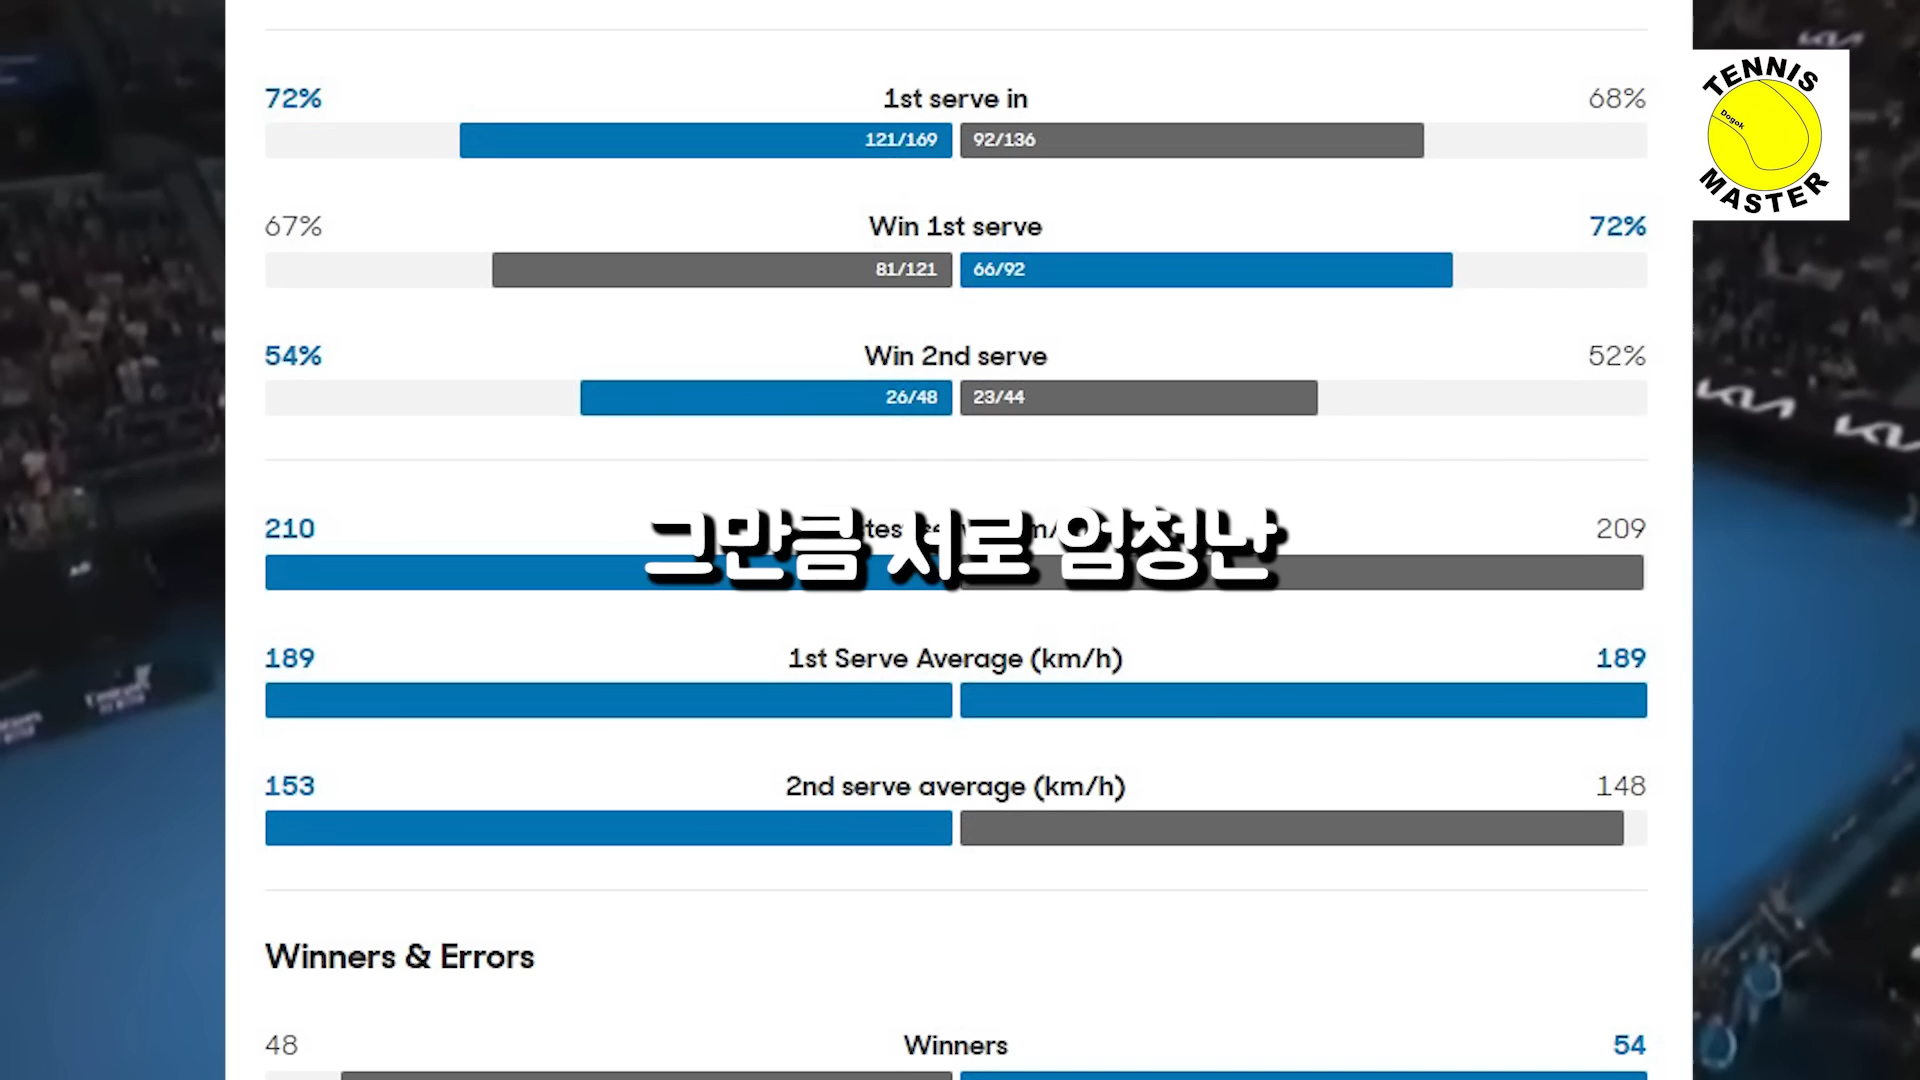 TENNIS
Dogok
MASTER
72% 1st serve in 68%
121/169 92/136
67% Win 1st serve 72%
81/121 66/92
54% Win 2nd serve 52%
26/48 23/44
210 209
그만큼 서로 엄청난
189 1st Serve Average (km/h) 189
153 2nd serve average (km/h) 148
Winners & Errors
48 Winners 54